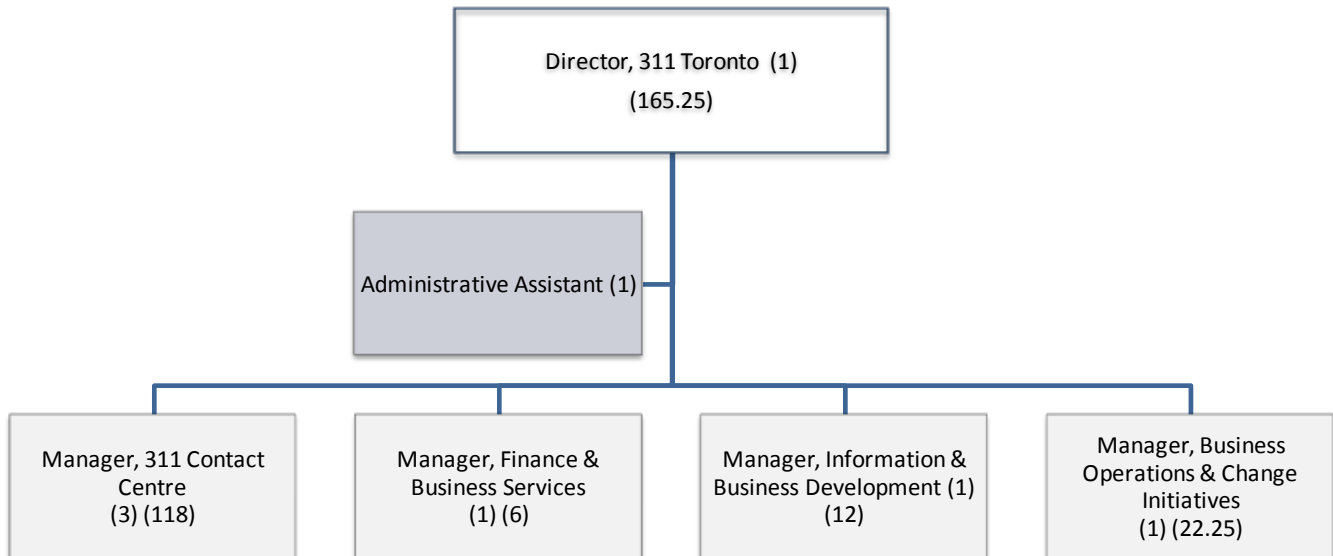 Director, 311 Toronto (1)
(165.25)
Administrative Assistant (1)
Manager, 311 Contact
Centre
(3) (118)
Manager, Finance &
Business Services
(1) (6)
Manager, Information &
Business Development (1)
(12)
Manager, Business
Operations & Change
Initiatives
(1) (22.25)